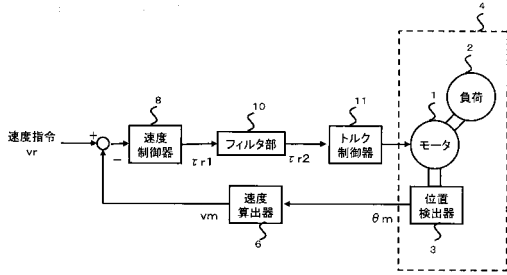 4
2
負荷
1
モータ
8
速度
制御器
10
フィルタ部
11
トルク
制御器
速度指令
vr
+
−
τr1
τr2
vm
速度
算出器
6
θm
位置
検出器
3